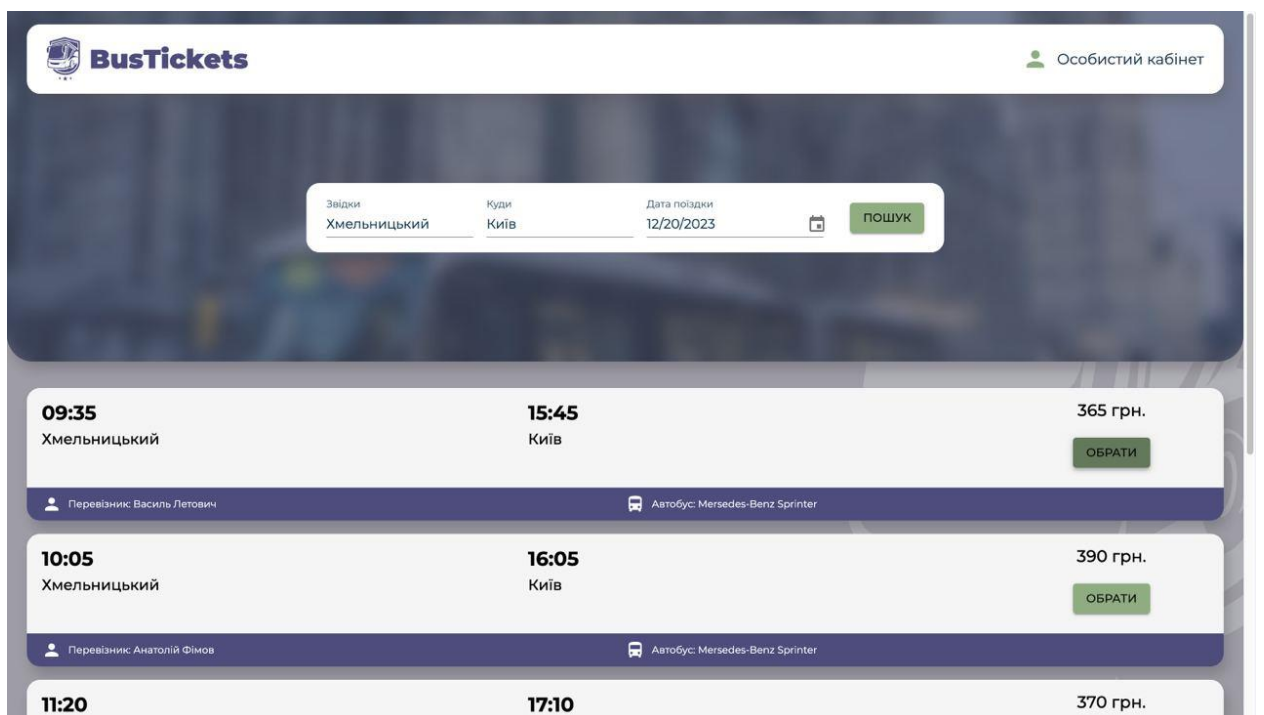 BusTickets
Особистий кабінет
Звідки
Куди
Дата поїздки
Хмельницький
Київ
12/20/2023
ПОШУК
09:35
15:45
365 грн.
Хмельницький
Київ
ОБРАТИ
Перевізник: Василь Летович
Автобус: Mersedes-Benz Sprinter
10:05
16:05
390 грн.
Хмельницький
Київ
ОБРАТИ
Перевізник: Анатолій Фімов
Автобус: Mersedes-Benz Sprinter
11:20
17:10
370 грн.